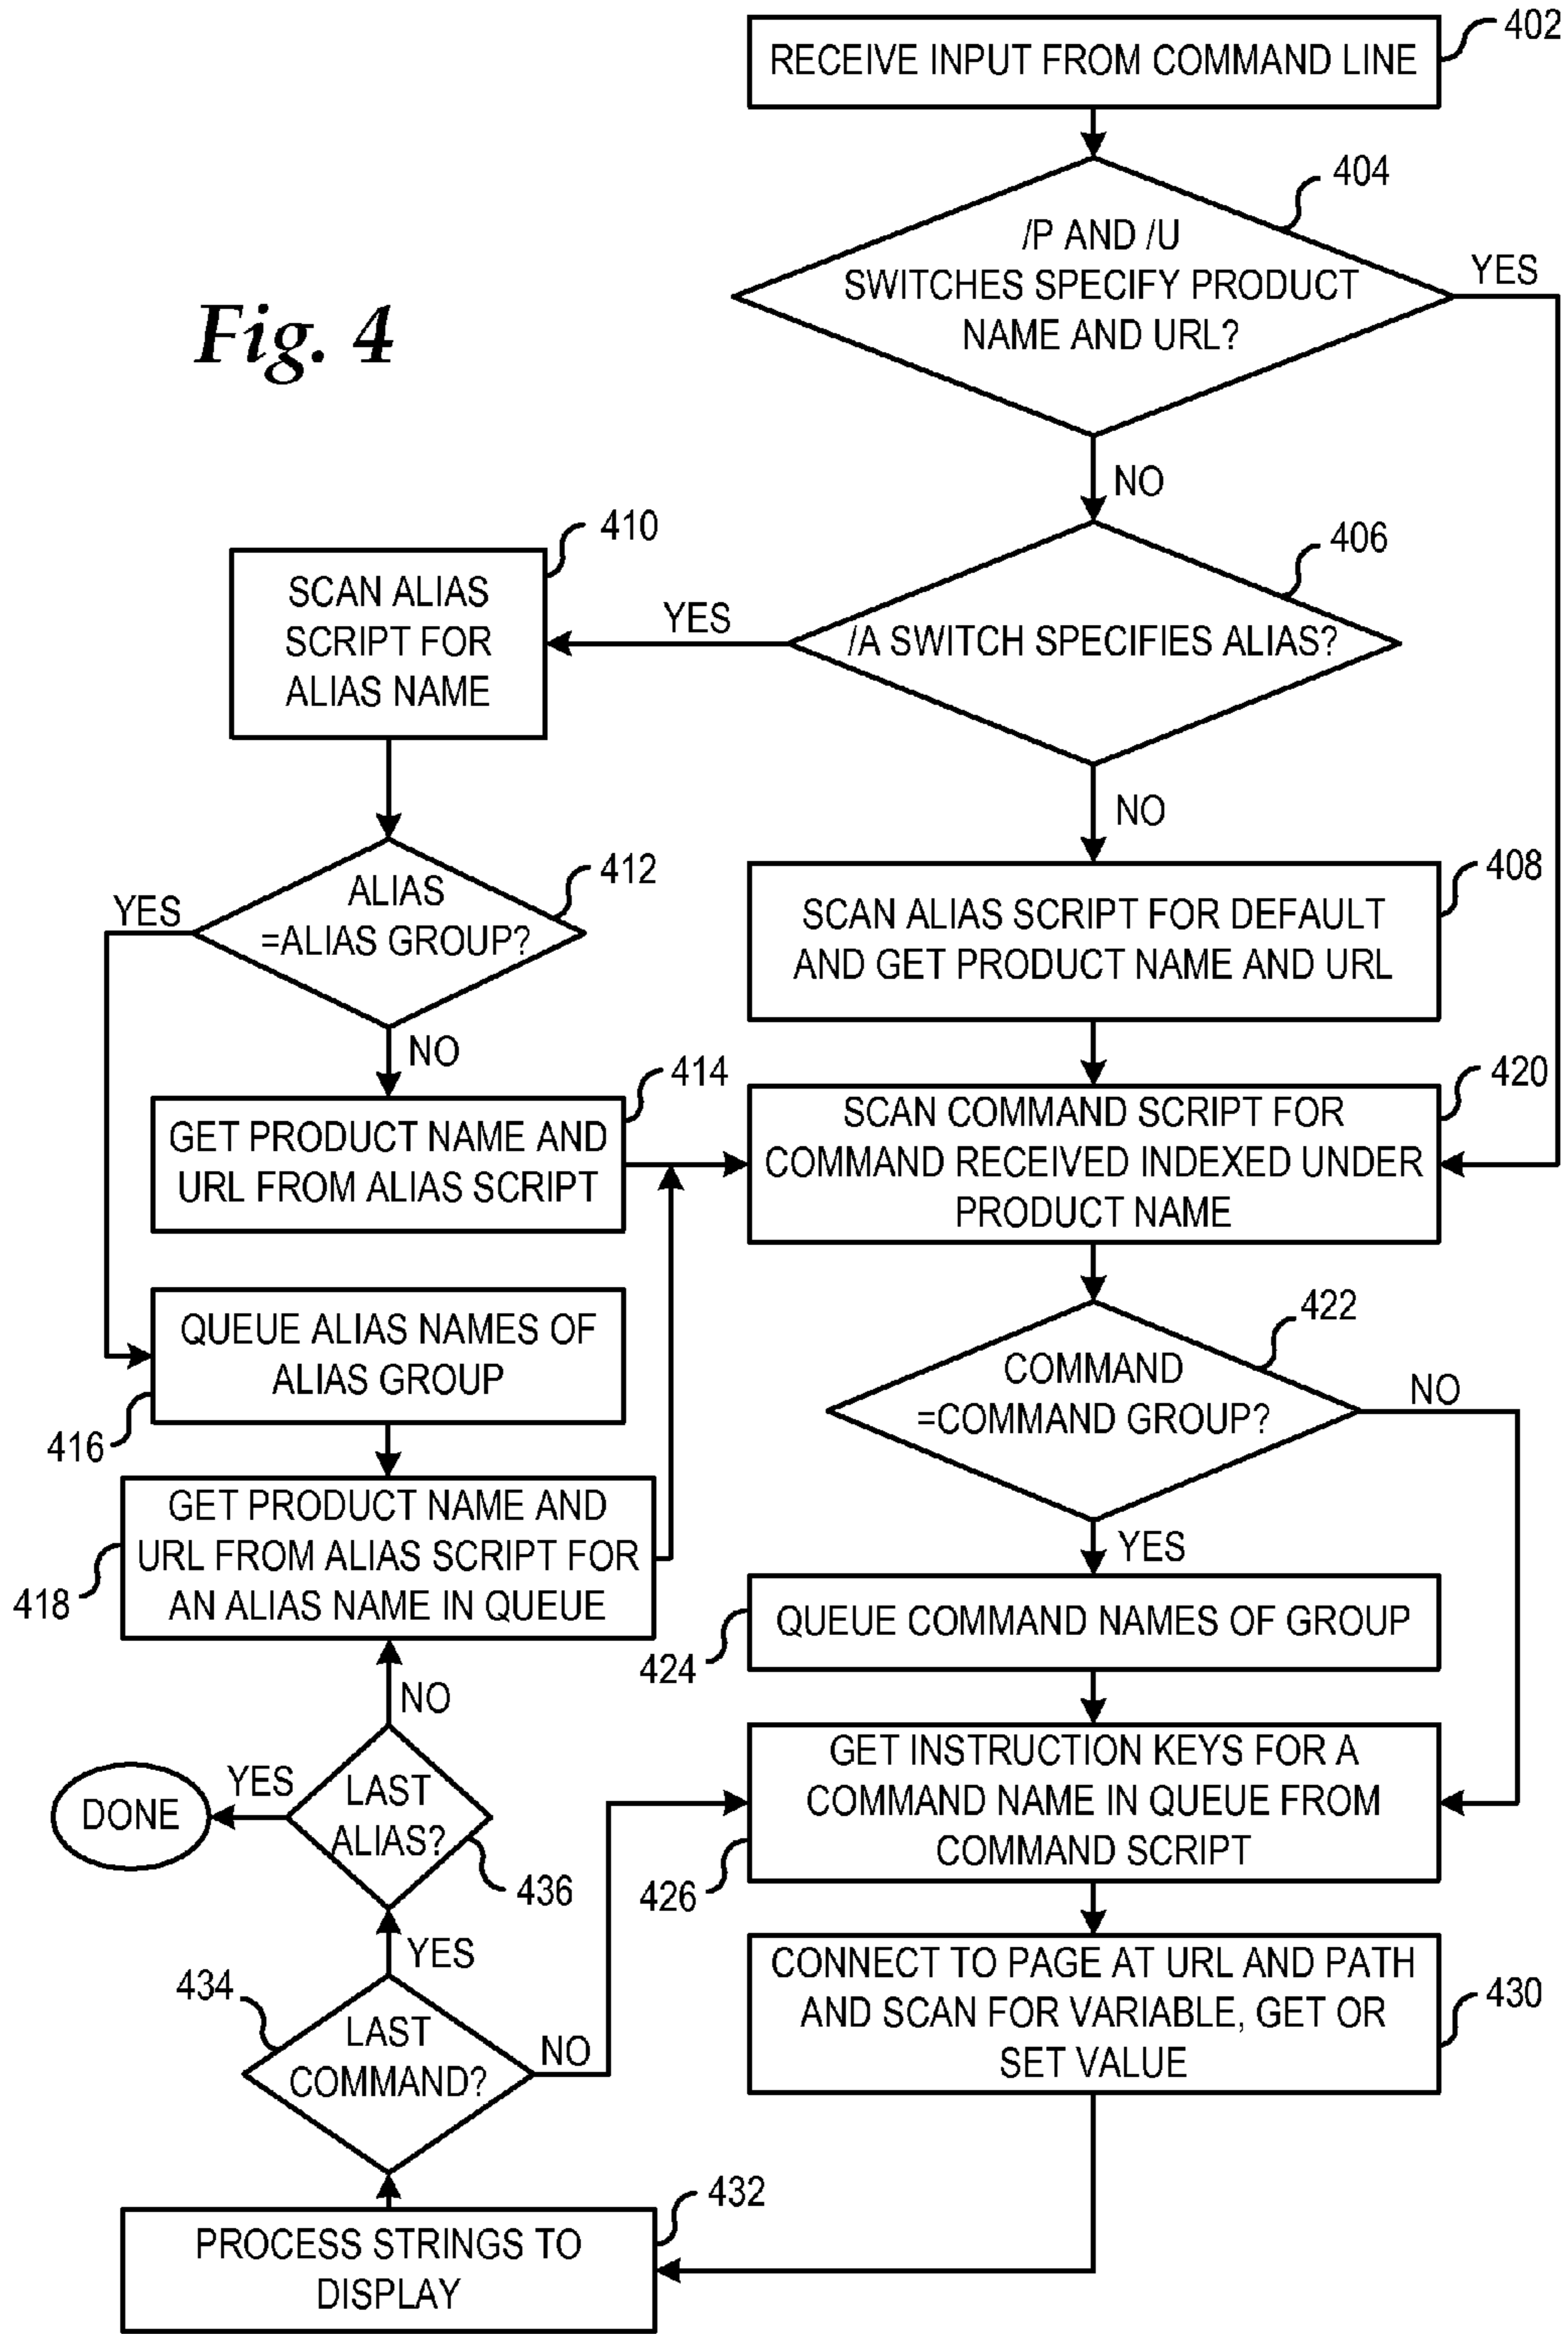 RECEIVE INPUT FROM COMMAND LINE
402
/P AND /U
SWITCHES SPECIFY PRODUCT
NAME AND URL?
404
YES
Fig. 4
NO
410
SCAN ALIAS
SCRIPT FOR
ALIAS NAME
YES
/A SWITCH SPECIFIES ALIAS?
406
NO
412
ALIAS
=ALIAS GROUP?
YES
NO
408
SCAN ALIAS SCRIPT FOR DEFAULT
AND GET PRODUCT NAME AND URL
414
GET PRODUCT NAME AND
URL FROM ALIAS SCRIPT
420
SCAN COMMAND SCRIPT FOR
COMMAND RECEIVED INDEXED UNDER
PRODUCT NAME
QUEUE ALIAS NAMES OF
ALIAS GROUP
416
422
COMMAND
=COMMAND GROUP?
NO
YES
GET PRODUCT NAME AND
URL FROM ALIAS SCRIPT FOR
AN ALIAS NAME IN QUEUE
418
QUEUE COMMAND NAMES OF GROUP
424
NO
YES
DONE
LAST
ALIAS?
436
GET INSTRUCTION KEYS FOR A
COMMAND NAME IN QUEUE FROM
COMMAND SCRIPT
426
YES
434
LAST
COMMAND?
NO
CONNECT TO PAGE AT URL AND PATH
AND SCAN FOR VARIABLE, GET OR
SET VALUE
430
432
PROCESS STRINGS TO
DISPLAY